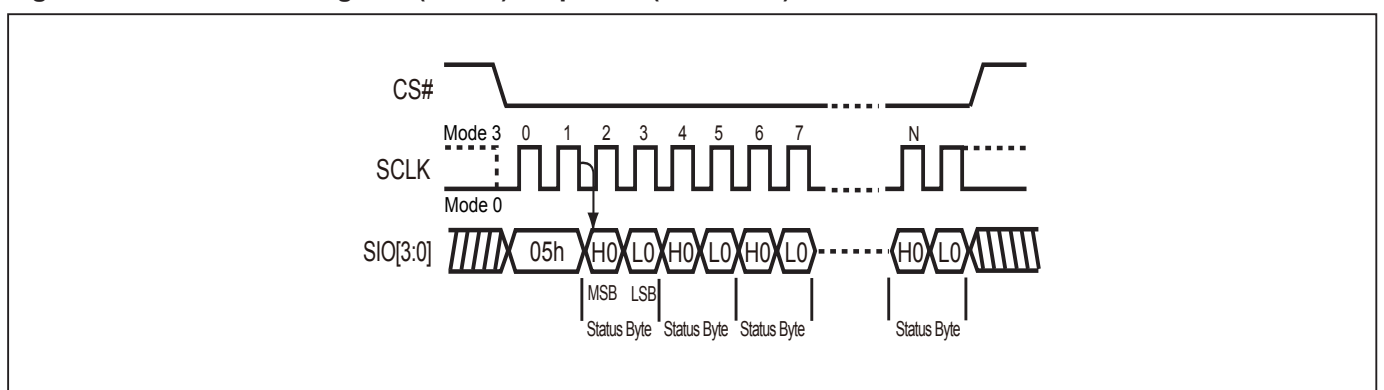 CS#
Mode 3 0 1 2 3 4 5 6 7 N
SCLK
Mode 0
SIO[3:0] 05h H0 L0 H0 L0 H0 L0 H0 L0
MSB LSB
Status Byte Status Byte Status Byte Status Byte